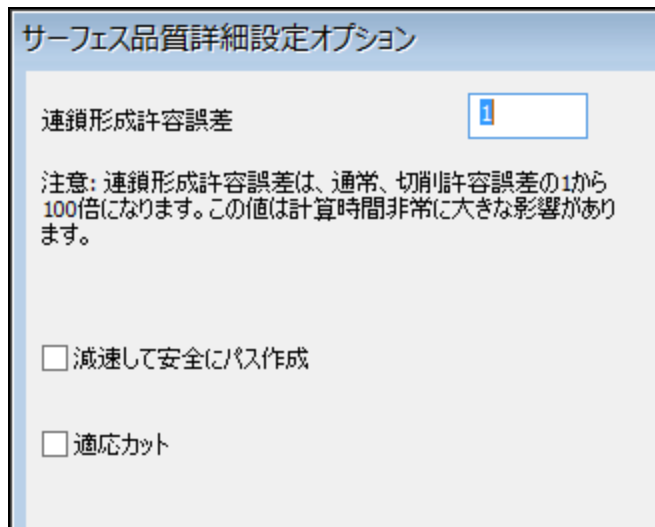 サーフェス品質詳細設定オプション
連鎖形成許容誤差
1
注意: 連鎖形成許容誤差は、通常、切削許容誤差の1から
100倍になります。この値は計算時間非常に大きな影響があり
ます。
減速して安全にパス作成
適応カット